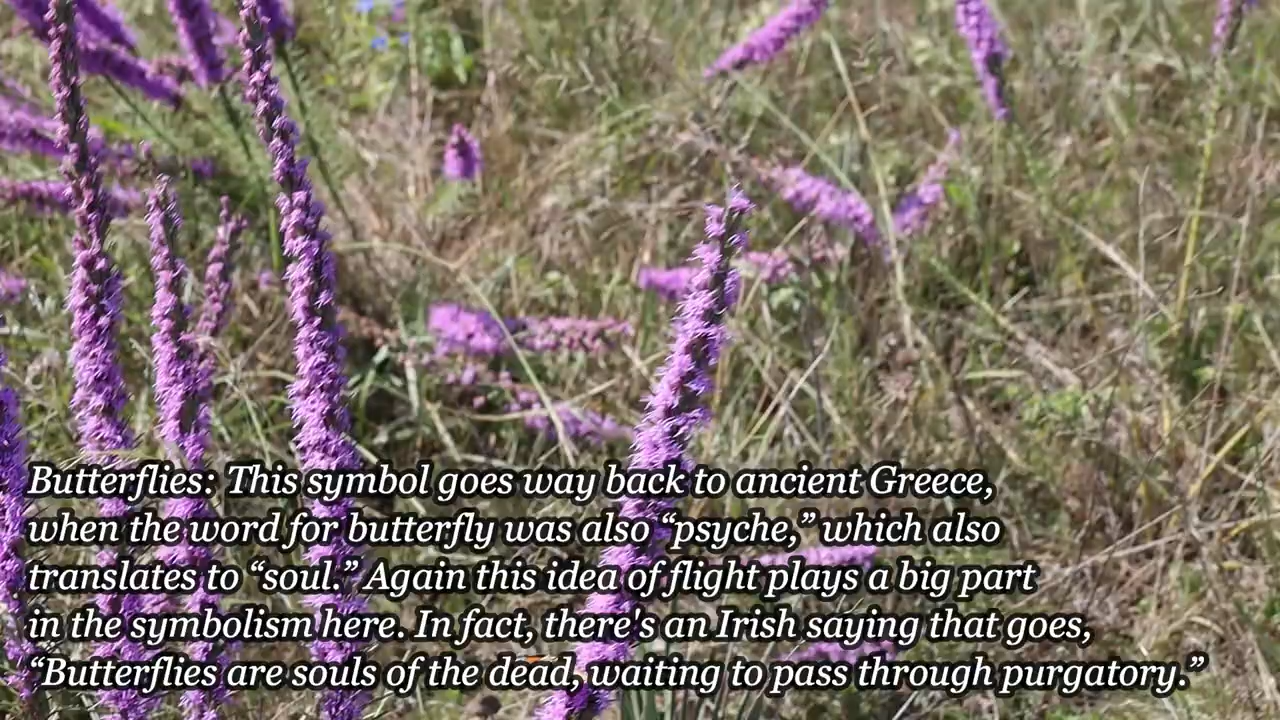 Butterflies: This symbol goes way back to ancient Greece,
when the word for butterfly was also “psyche,” which also
translates to “soul.” Again this idea of flight plays a big part
in the symbolism here. In fact, there's an Irish saying that goes,
“Butterflies are souls of the dead, waiting to pass through purgatory.”